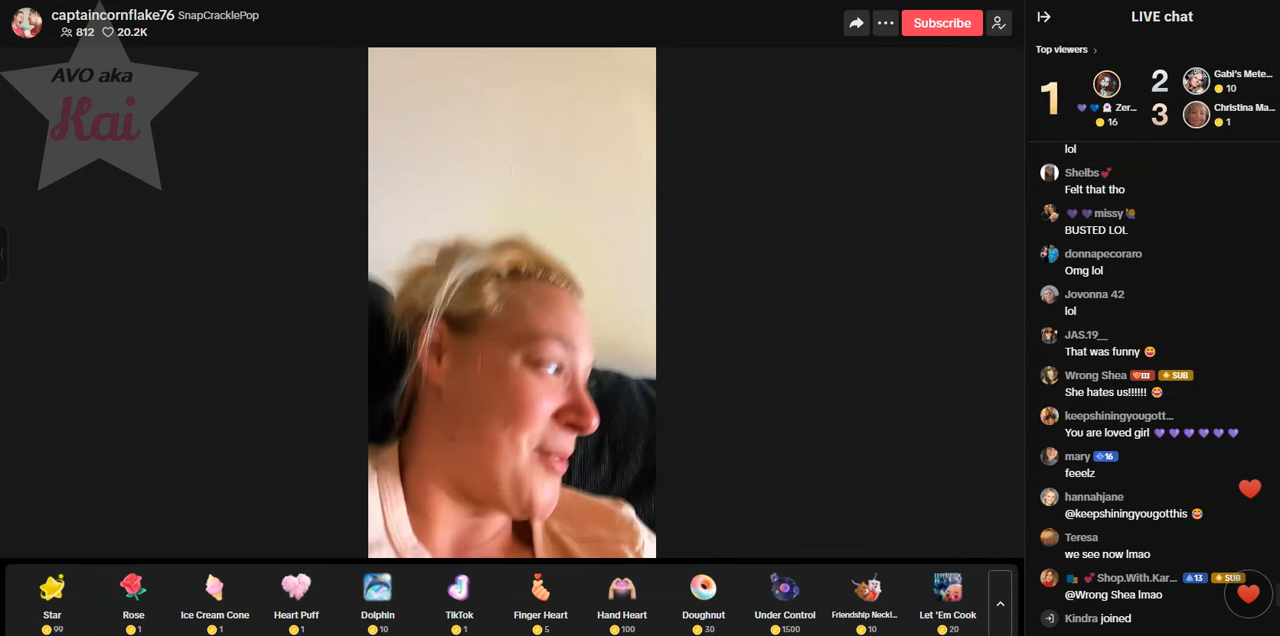 captaincornflake76 SnapCracklePop
812 20.2K
Subscribe
AVO aka
Kai
LIVE chat
Top viewers
1
Zer...
16
2
Gabi's Mete...
10
3
Christina Ma...
1
lol
Shelbs
Felt that tho
missy
BUSTED LOL
donnapecoraro
Omg lol
Jovonna 42
lol
JAS.19__
That was funny
Wrong Shea III SUB
She hates us!!!!!!
keepshiningyougott...
You are loved girl
mary 16
feeelz
hannahjane
@keepshiningyougotthis
Teresa
we see now lmao
Shop.With.Kar... 13 SUB
@Wrong Shea lmao
Kindra joined
Star
99
Rose
1
Ice Cream Cone
1
Heart Puff
1
Dolphin
10
TikTok
1
Finger Heart
5
Hand Heart
100
Doughnut
30
Under Control
1500
Friendship Neckl...
10
Let 'Em Cook
20